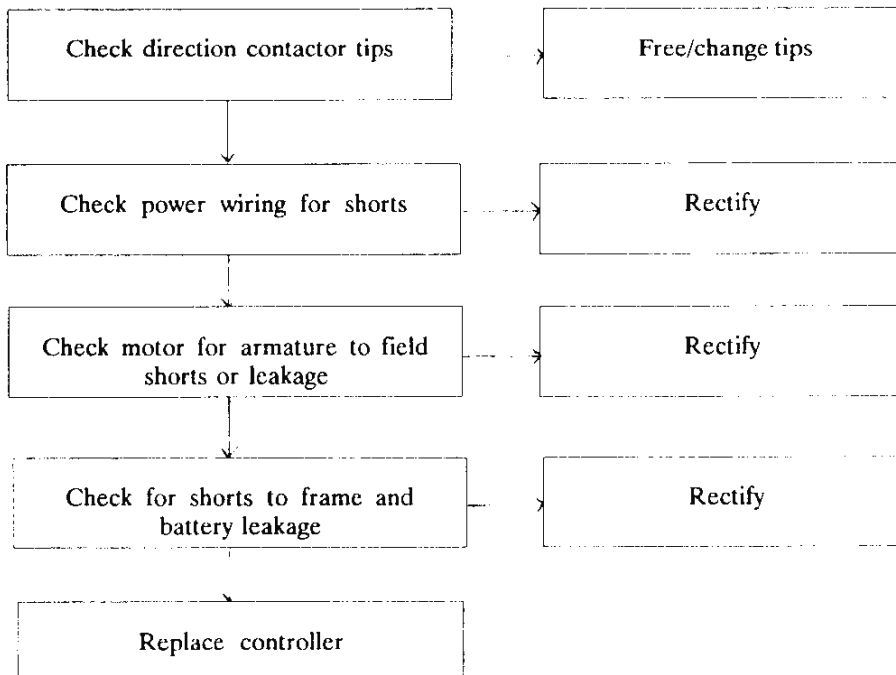 Check direction contactor tips
Free/change tips
Check power wiring for shorts
Rectify
Check motor for armature to field
shorts or leakage
Rectify
Check for shorts to frame and
battery leakage
Rectify
Replace controller